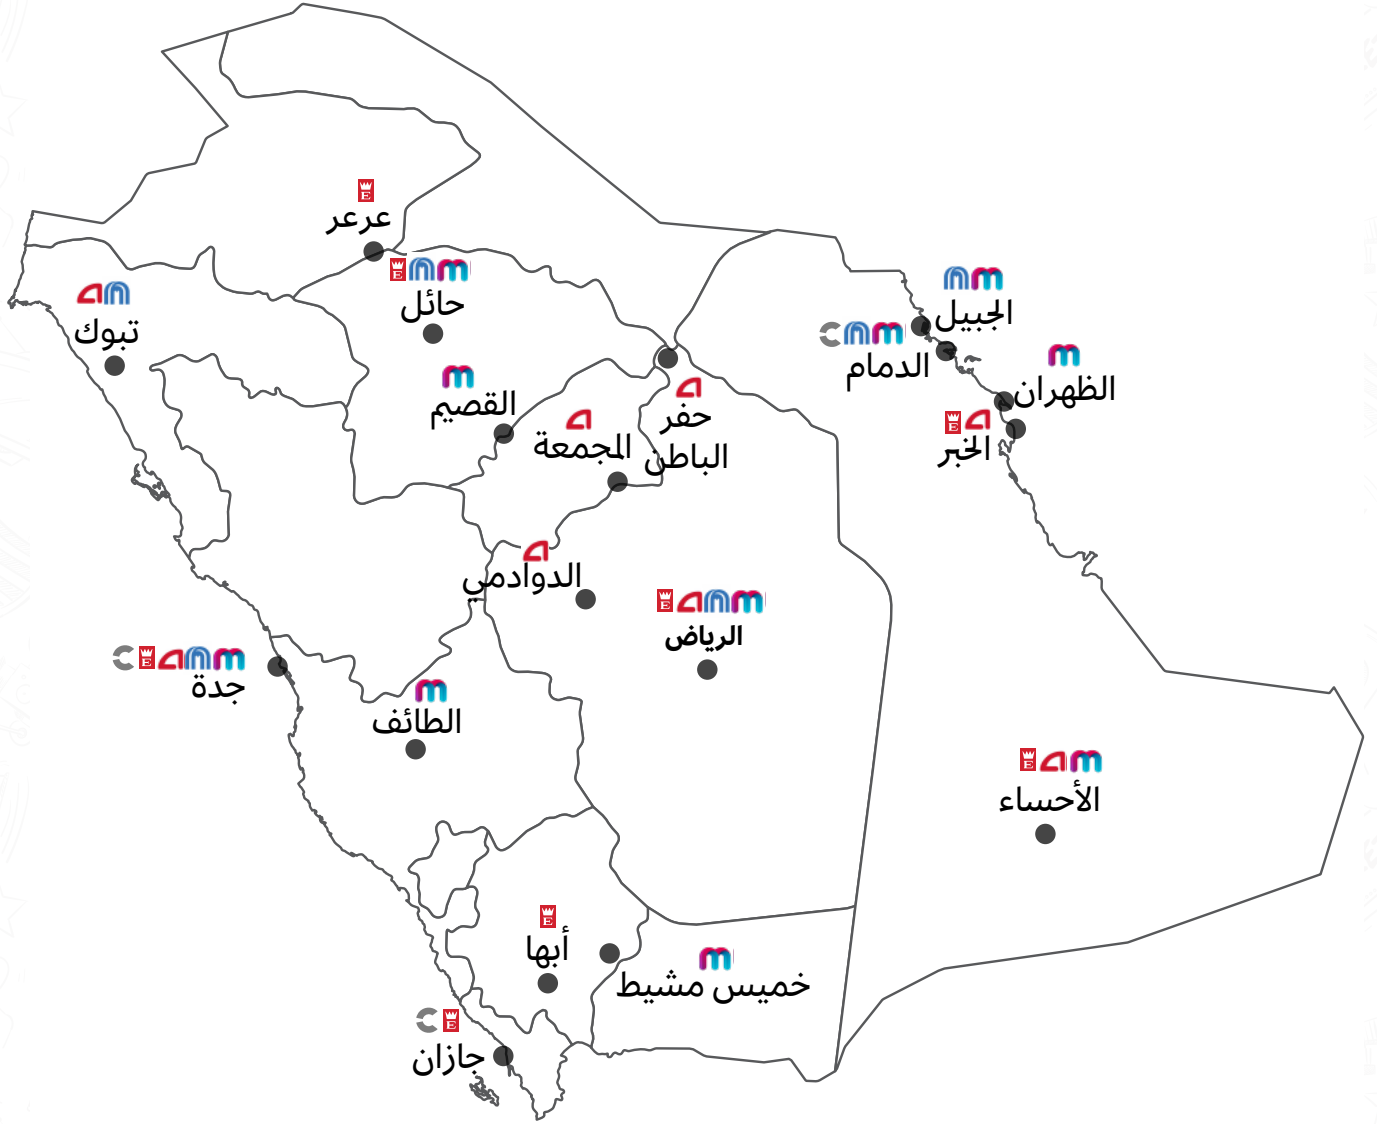 عرعر
E
E
حائل
تبوك
الجبيل
الدمام
الظهران
القصيم
حفر
الباطن
المجمعة
E
الخبر
الدوادمي
E
الرياض
E
جدة
الطائف
E
الأحساء
E
أبها
خميس مشيط
E
جازان